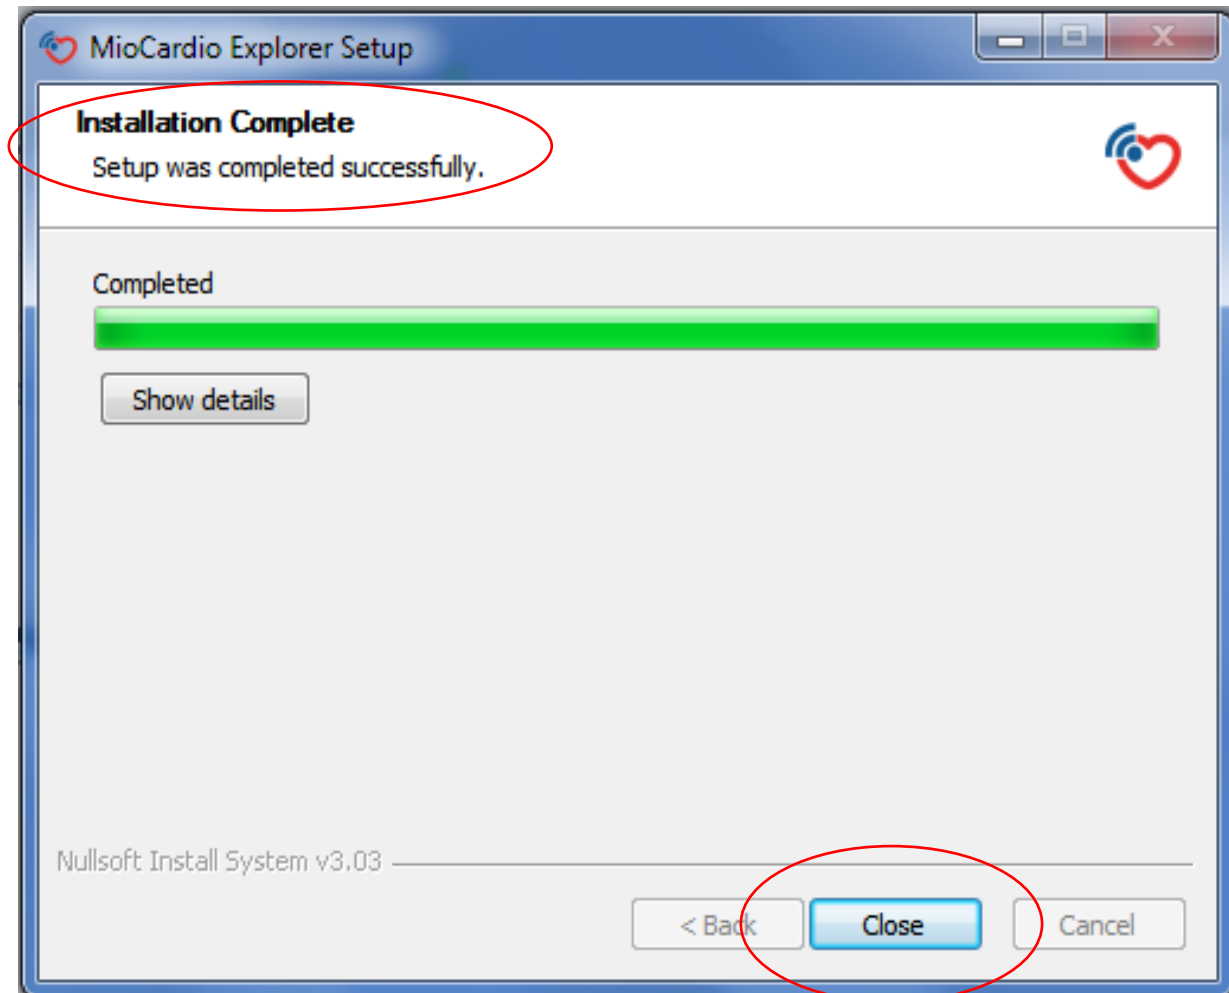 MioCardio Explorer Setup
Installation Complete
Setup was completed successfully.
Completed
Show details
Nullsoft Install System v3.03
< Back Close Cancel